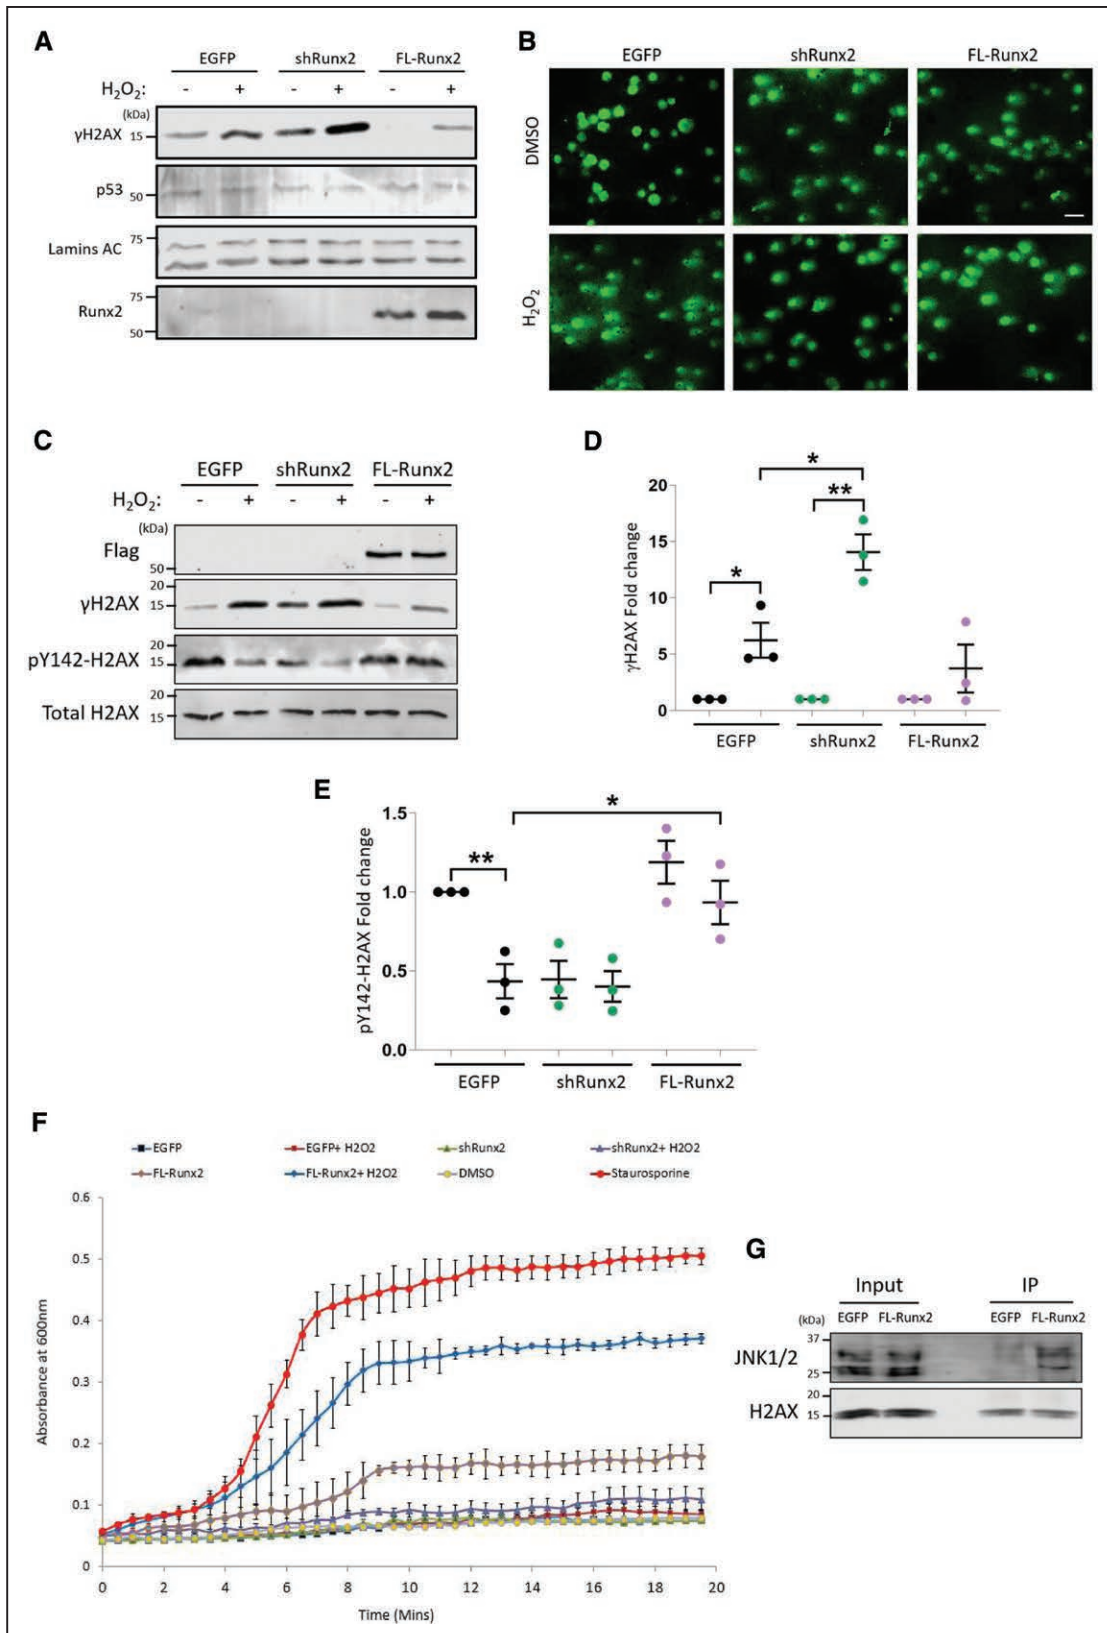 A
EGFP shRunx2 FL-Runx2
H₂O₂: - + - + - +
(kDa)
γH2AX 15
p53 50
Lamins AC 75
Runx2 75
50
B
EGFP shRunx2 FL-Runx2
DMSO
H₂O₂
C
EGFP shRunx2 FL-Runx2
H₂O₂: - + - + - +
(kDa)
Flag 50
γH2AX 20
15
pY142-H2AX 20
15
Total H2AX 20
15
D
γH2AX Fold change
20
15
10
5
0
* * **
EGFP shRunx2 FL-Runx2
E
pY142-H2AX Fold change
1.5
1.0
0.5
0.0
** *
EGFP shRunx2 FL-Runx2
F
EGFP EGFP+ H2O2 shRunx2 shRunx2+ H2O2
FL-Runx2 FL-Runx2+ H2O2 DMSO Staurosporine
Absorbance at 600nm
0.6
0.5
0.4
0.3
0.2
0.1
0
0 2 4 6 8 10 12 14 16 18 20
Time (Mins)
G
Input IP
(kDa) EGFP FL-Runx2 EGFP FL-Runx2
37
JNK1/2
25
20
H2AX 15